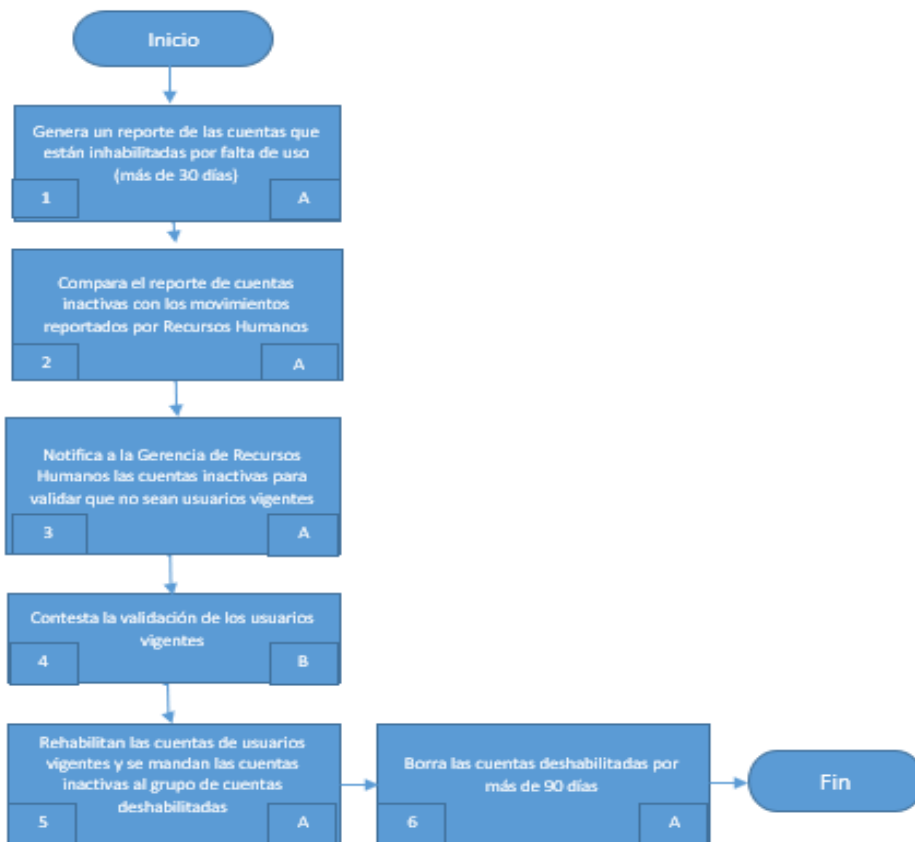 Inicio
Genera un reporte de las cuentas que
están inhabilitadas por falta de uso
(más de 30 días)
1
A
Compara el reporte de cuentas
inactivas con los movimientos
reportados por Recursos Humanos
2
A
Notifica a la Gerencia de Recursos
Humanos las cuentas inactivas para
validar que no sean usuarios vigentes
3
A
Contesta la validación de los usuarios
vigentes
4
B
Rehabilitan las cuentas de usuarios
vigentes y se mandan las cuentas
inactivas al grupo de cuentas
deshabilitadas
5
A
Borra las cuentas deshabilitadas por
más de 90 días
6
A
Fin